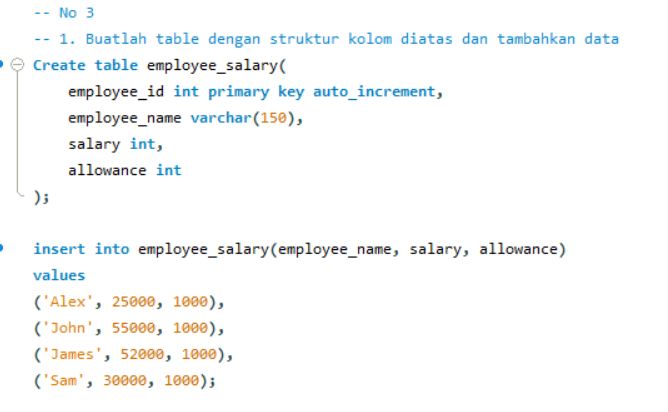 -- No 3
-- 1. Buatlah table dengan struktur kolom diatas dan tambahkan data
Create table employee_salary(
employee_id int primary key auto_increment,
employee_name varchar(150),
salary int,
allowance int
);
insert into employee_salary(employee_name, salary, allowance)
values
('Alex', 25000, 1000),
('John', 55000, 1000),
('James', 52000, 1000),
('Sam', 30000, 1000);